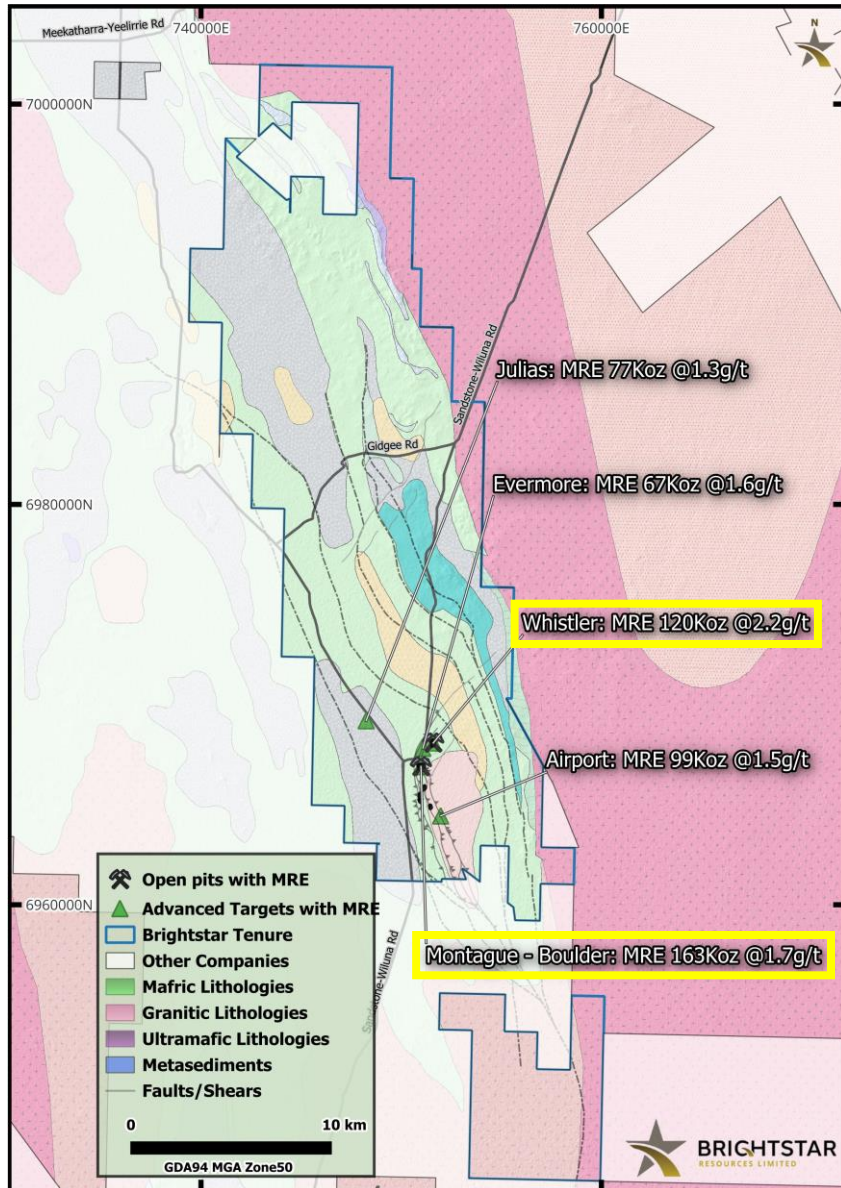 740000E
760000E
Meekatharra-Yeelirrie Rd
N
7000000N
Sandstone-Wiluna Rd
Julias: MRE 77Koz @1.3g/t
Gidgee Rd
Evermore: MRE 67Koz @1.6g/t
6980000N
Whistler: MRE 120Koz @2.2g/t
Airport: MRE 99Koz @1.5g/t
6960000N
Montague - Boulder: MRE 163Koz @1.7g/t
Sandstone-Wiluna Rd
Open pits with MRE
Advanced Targets with MRE
Brightstar Tenure
Other Companies
Mafric Lithologies
Granitic Lithologies
Ultramafic Lithologies
Metasediments
Faults/Shears
0 10 km
GDA94 MGA Zone50
BRIGHTSTAR
RESOURCES LIMITED